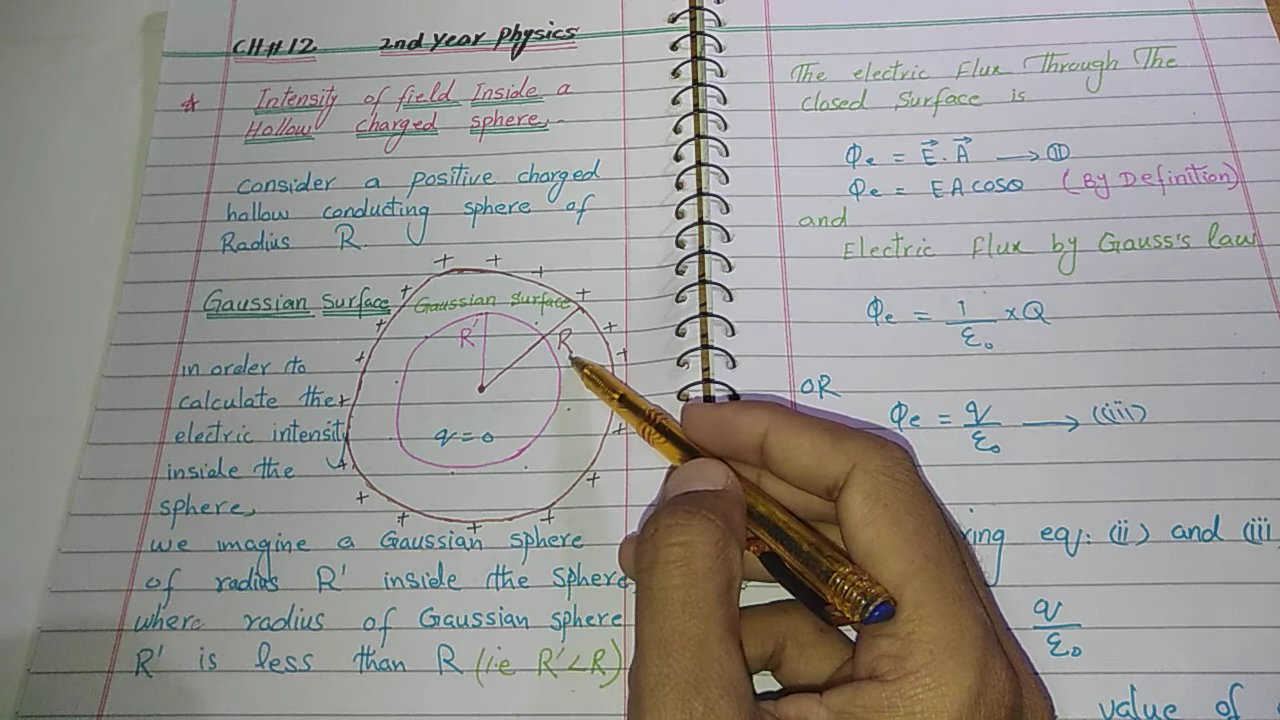 CH# 12 2nd year Physics
* Intensity of field Inside a
Hollow charged sphere.
Consider a positive charged
hollow conducting sphere of
Radius R.
Gaussian Surface
Gaussian Surface
R'
R
q = 0
in order to
calculate the
electric intensity
inside the
sphere,
we imagine a Gaussian sphere
of radius R' inside the sphere
where radius of Gaussian sphere
R' is less than R (ie R' < R)
The electric Flux Through The
closed Surface is
Φe = E⃗ . A⃗ → (ii)
Φe = EA cosθ (By Definition)
and
Electric Flux by Gauss's law
Φe = 1/ε₀ × Q
OR
Φe = q/ε₀ → (iii)
eq: (ii) and (iii
q/ε₀
value of